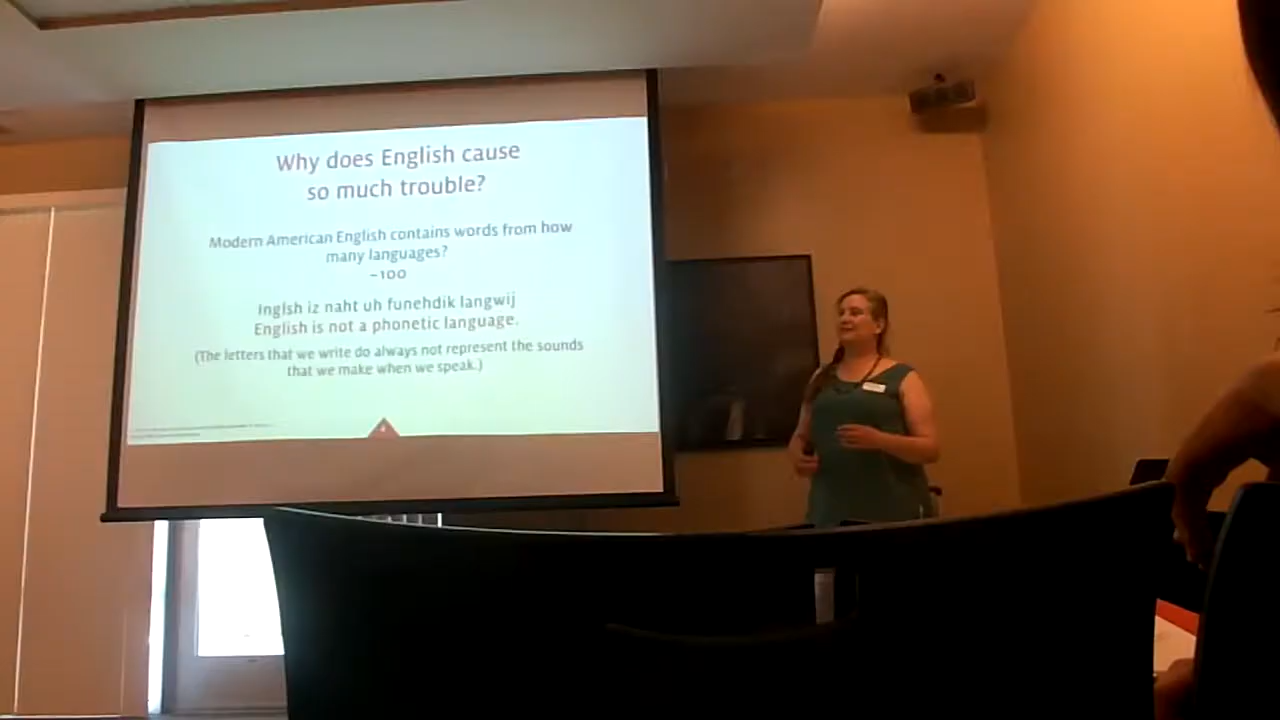 Why does English cause
so much trouble?
Modern American English contains words from how
many languages?
~100
Inglsh iz naht uh funehdik langwij
English is not a phonetic language.
(The letters that we write do always not represent the sounds
that we make when we speak.)